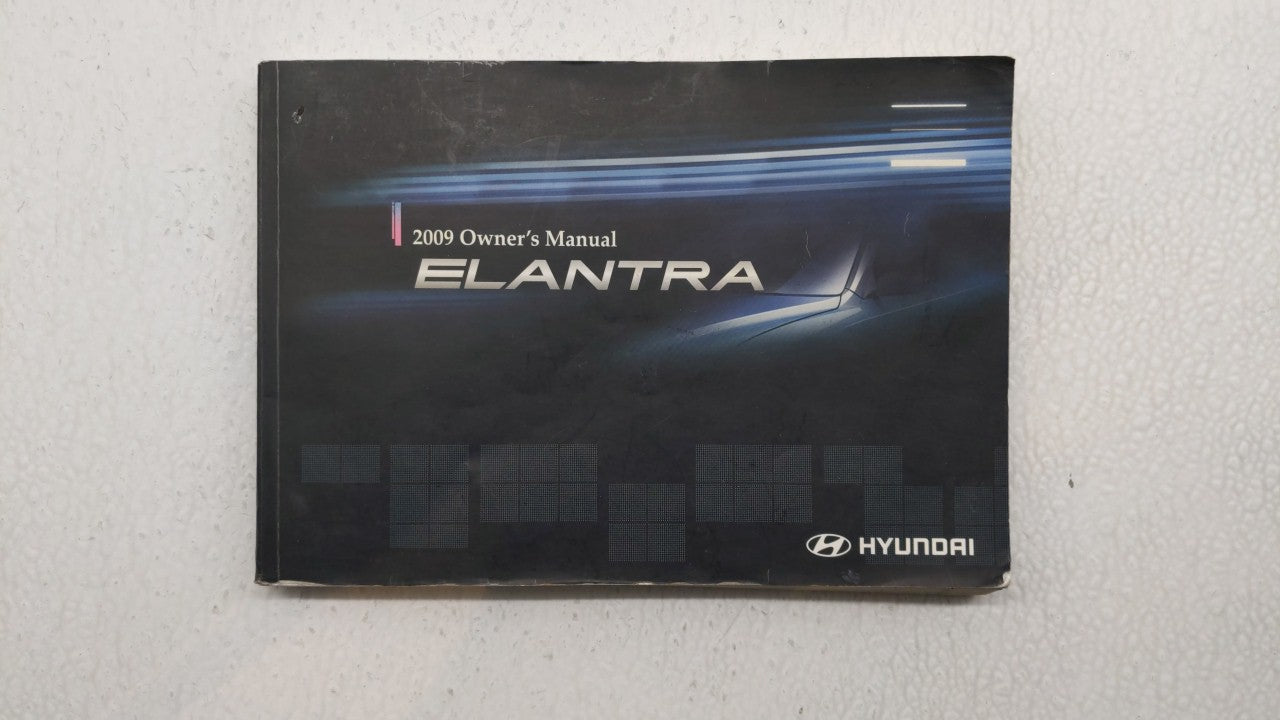 2009 Owner's Manual
ELANTRA
HYUNDAI